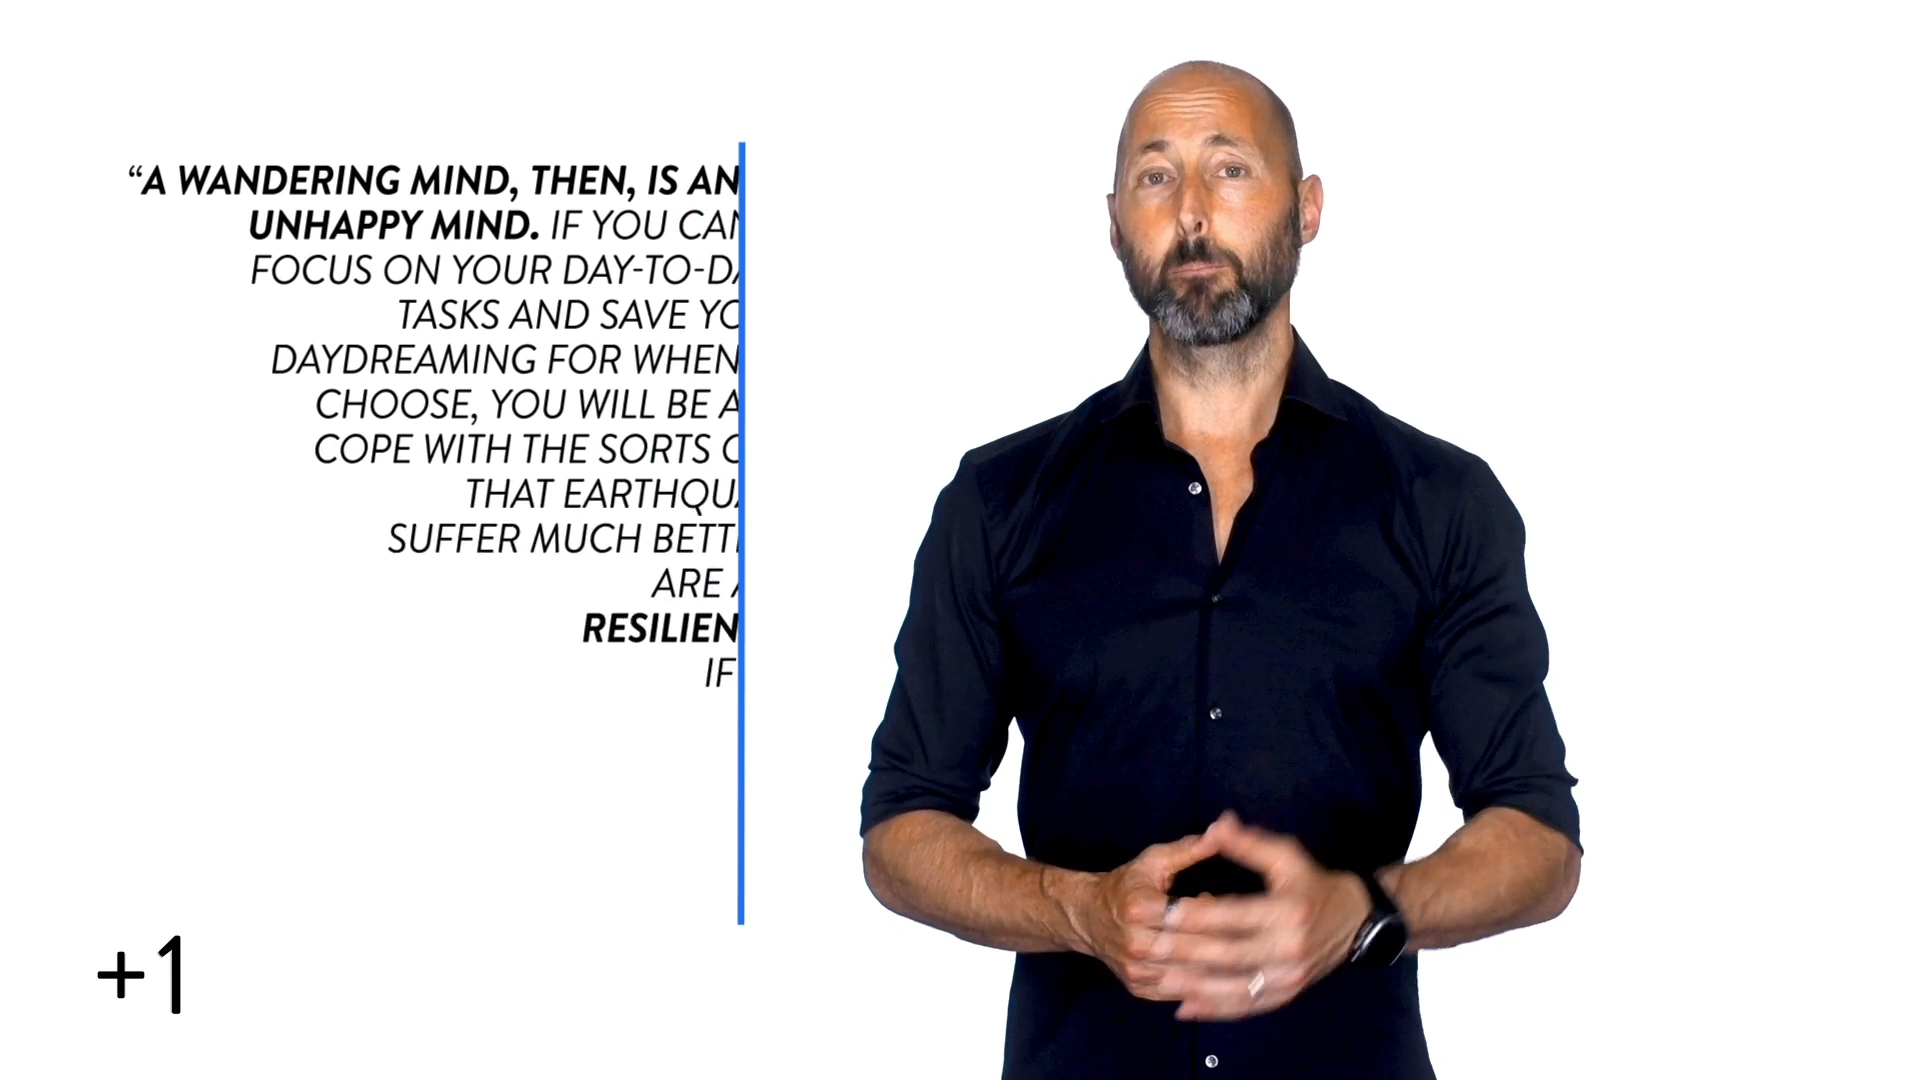 “A WANDERING MIND, THEN, IS AN
UNHAPPY MIND. IF YOU CAN
FOCUS ON YOUR DAY-TO-
TASKS AND SAVE
DAYDREAMING FOR WHEN
CHOOSE, YOU WILL BE
COPE WITH THE SORTS
THAT
SUFFER MUCH
ARE
IF
+1